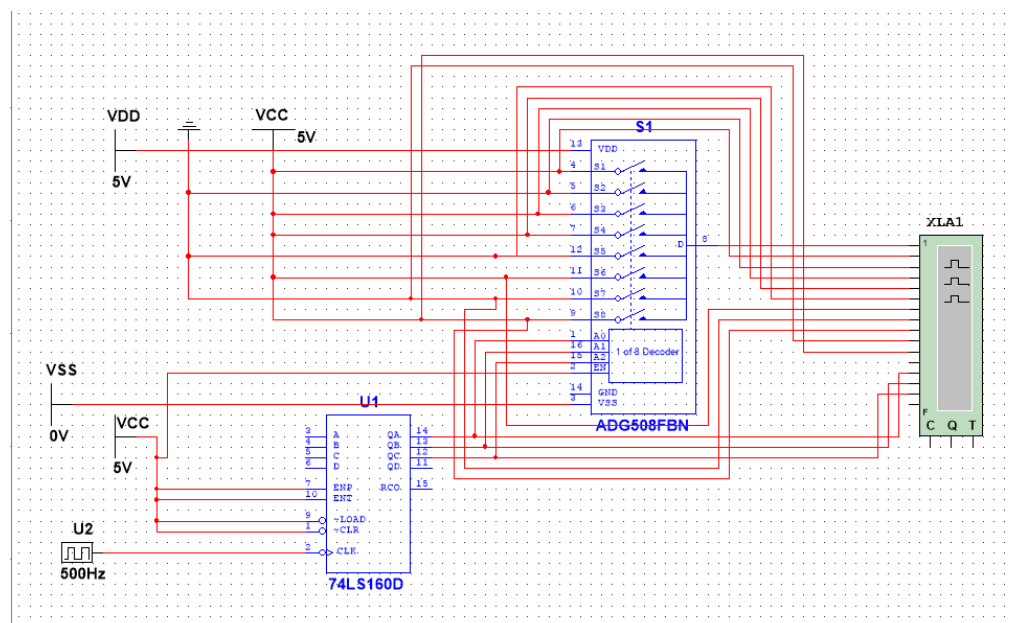 VDD
5V
VCC
5V
S1
13 VDD
4 S1
5 S2
6 S3
7 S4
12 S5
11 S6
10 S7
9 S8
D 8
1 A0
16 A1
15 A2
2 EN
1 of 8 Decoder
14 GND
3 VSS
ADG508FBN
XLA1
1
F
C Q T
VSS
0V
VCC
5V
U1
3 A QA 14
4 B QB 13
5 C QC 12
6 D QD 11
7 ENP RCO 15
10 ENT
9 ~LOAD
1 ~CLR
2 CLK
74LS160D
U2
500Hz